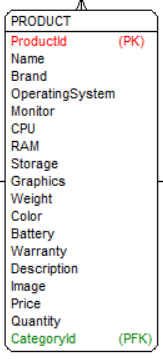 PRODUCT
ProductId (PK)
Name
Brand
OperatingSystem
Monitor
CPU
RAM
Storage
Graphics
Weight
Color
Battery
Warranty
Description
Image
Price
Quantity
CategoryId (PFK)